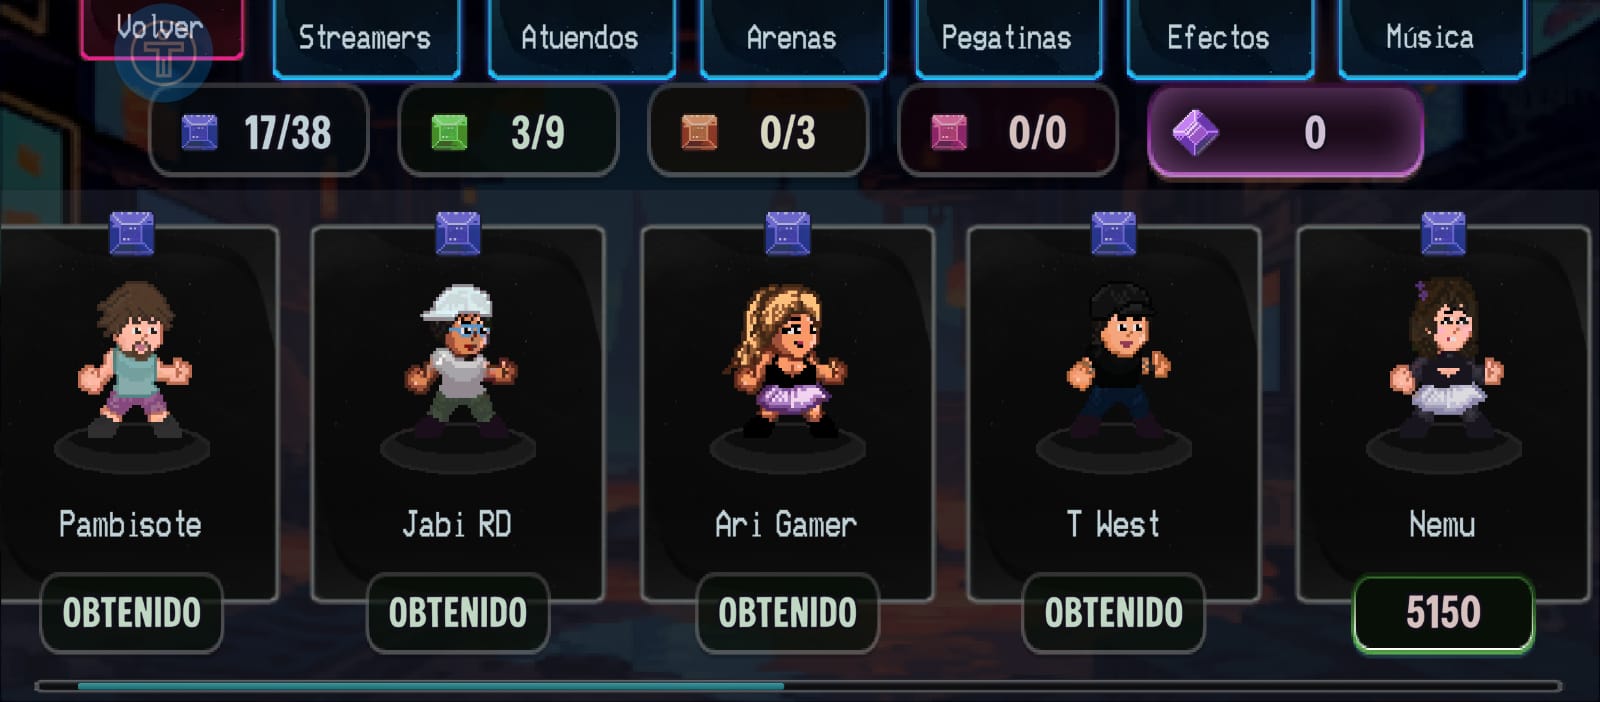 Volver
Streamers
Atuendos
Arenas
Pegatinas
Efectos
Música
17/38
3/9
0/3
0/0
0
Pambisote
Jabi RD
Ari Gamer
T West
Nemu
OBTENIDO
OBTENIDO
OBTENIDO
OBTENIDO
5150